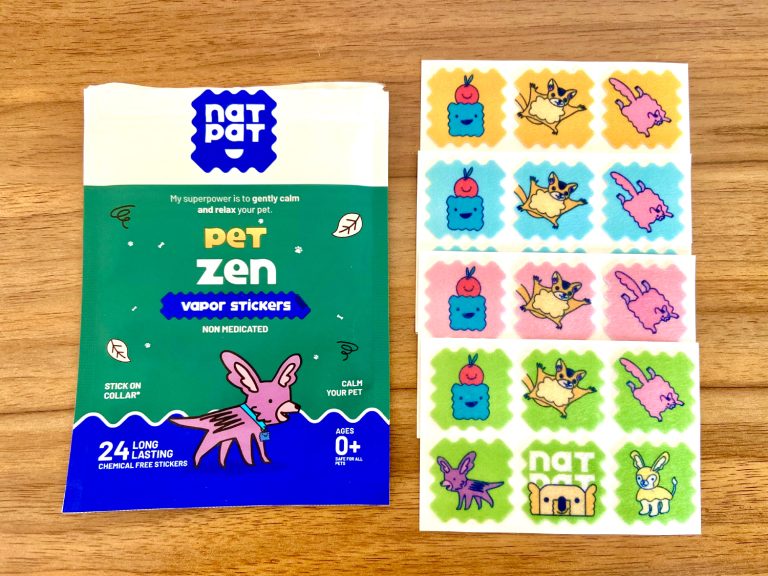 nat
pat
My superpower is to gently calm
and relax your pet.
pet
zen
vapor stickers
NON MEDICATED
STICK ON
COLLAR*
CALM
YOUR PET
24 LONG
LASTING
CHEMICAL FREE STICKERS
AGES
0+
SAFE FOR ALL
PETS
nat
pat